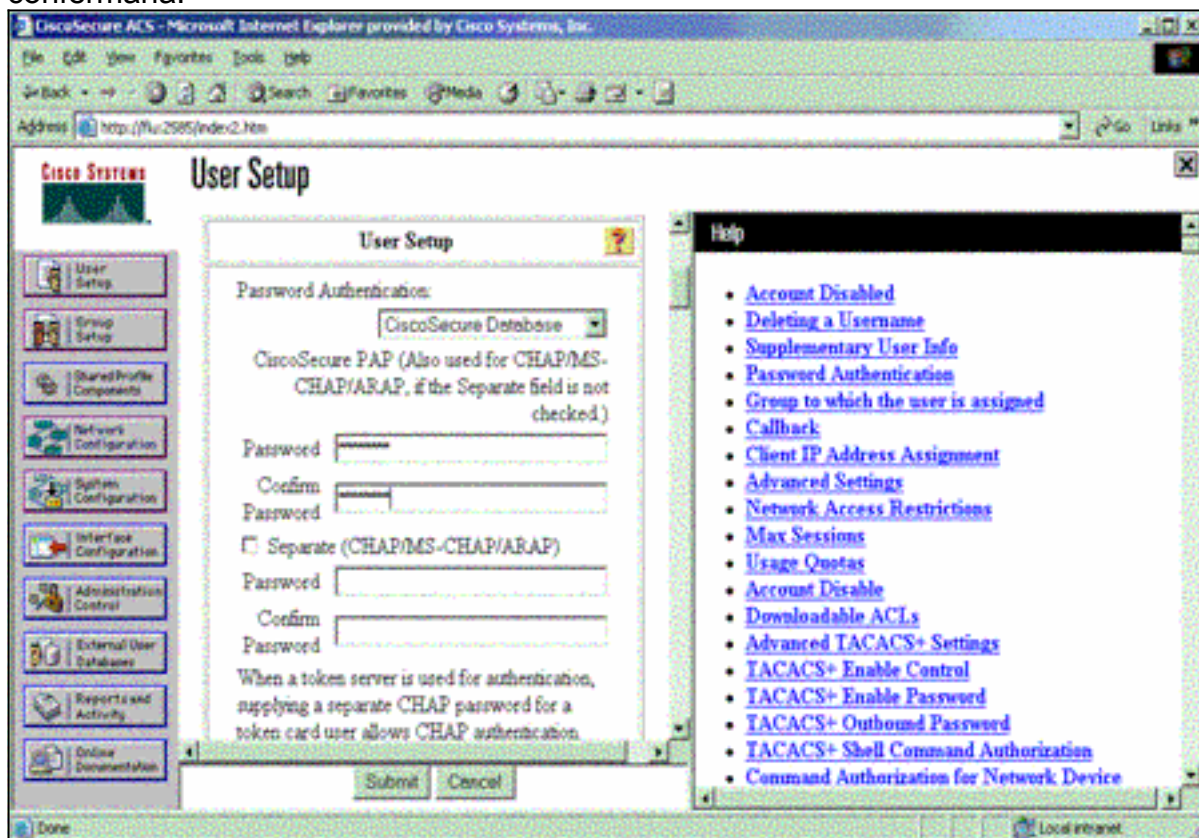 conformaria.
CiscoSecure ACS - Microsoft Internet Explorer provided by Cisco Systems, Inc.
File Edit View Favorites Tools Help
Back Search Favorites Media
Address http://flu:2585/index2.htm Go Links
CISCO SYSTEMS
User Setup
User Setup
Group Setup
Shared Profile Components
Network Configuration
System Configuration
Interface Configuration
Administration Control
External User Databases
Reports and Activity
Online Documentation
User Setup
Password Authentication:
CiscoSecure Database
CiscoSecure PAP (Also used for CHAP/MS-
CHAP/ARAP, if the Separate field is not
checked.)
Password
Confirm
Password
Separate (CHAP/MS-CHAP/ARAP)
Password
Confirm
Password
When a token server is used for authentication,
supplying a separate CHAP password for a
token card user allows CHAP authentication.
Submit Cancel
Help
Account Disabled
Deleting a Username
Supplementary User Info
Password Authentication
Group to which the user is assigned
Callback
Client IP Address Assignment
Advanced Settings
Network Access Restrictions
Max Sessions
Usage Quotas
Account Disable
Downloadable ACLs
Advanced TACACS+ Settings
TACACS+ Enable Control
TACACS+ Enable Password
TACACS+ Outbound Password
TACACS+ Shell Command Authorization
Command Authorization for Network Device
Done
Local intranet